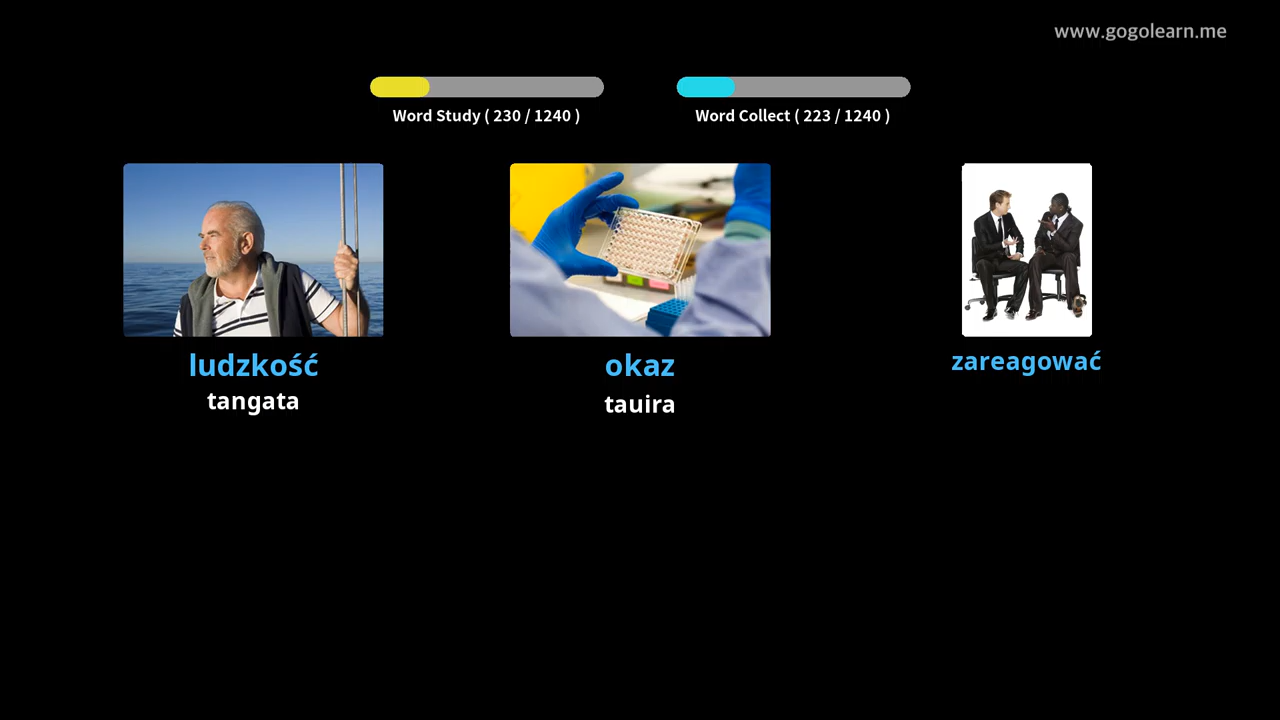 www.gogolearn.me
Word Study ( 230 / 1240 )
Word Collect ( 223 / 1240 )
ludzkość
tangata
okaz
tauira
zareagować